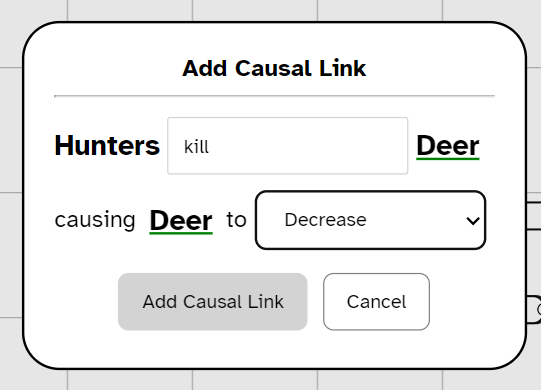 Add Causal Link
Hunters kill Deer
causing Deer to Decrease
Add Causal Link Cancel